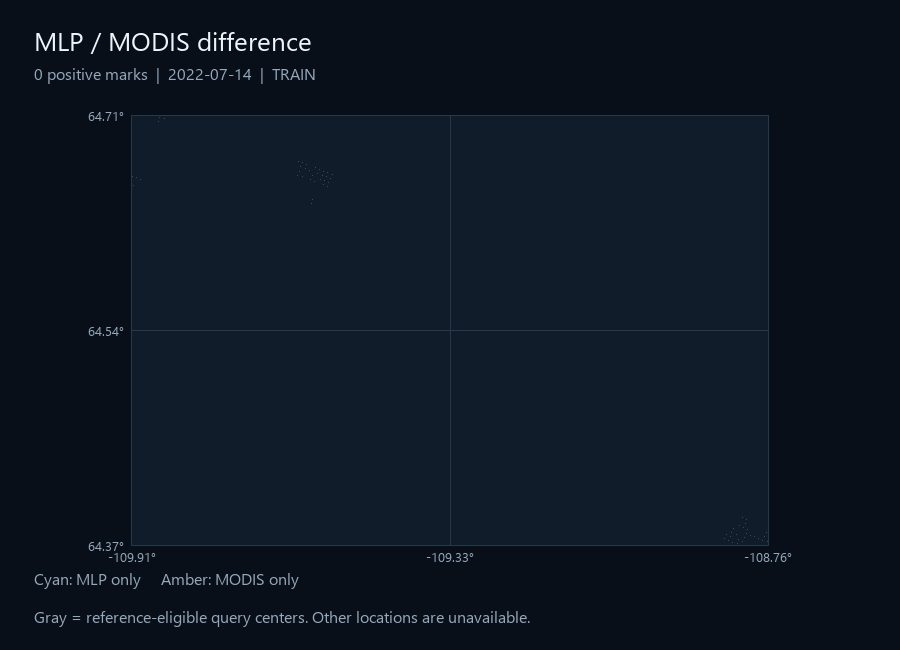 MLP / MODIS difference
0 positive marks | 2022-07-14 | TRAIN
64.71°
64.54°
64.37°
-109.91° -109.33° -108.76°
Cyan: MLP only Amber: MODIS only
Gray = reference-eligible query centers. Other locations are unavailable.